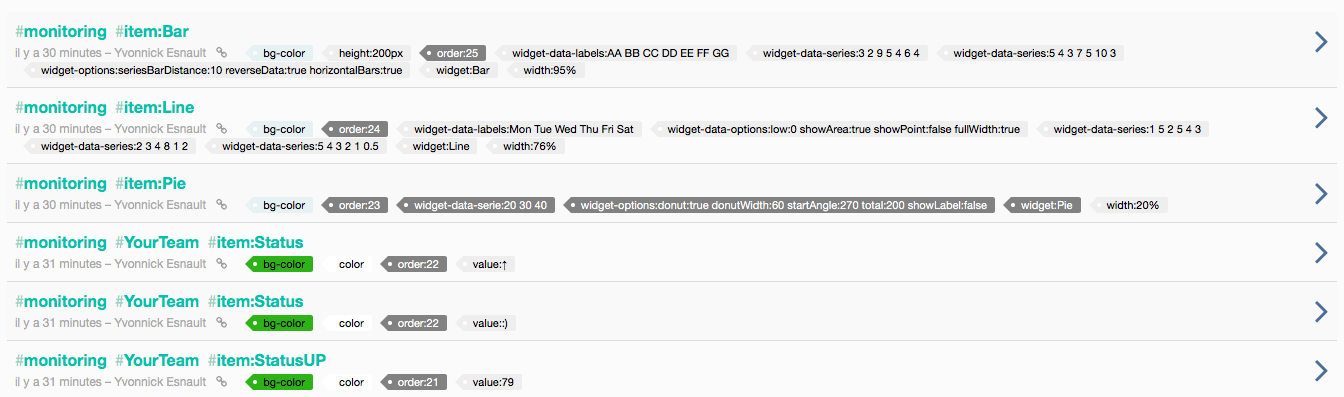 #monitoring #item:Bar
il y a 30 minutes – Yvonnick Esnault bg-color height:200px order:25 widget-data-labels:AA BB CC DD EE FF GG widget-data-series:3 2 9 5 4 6 4 widget-data-series:5 4 3 7 5 10 3
widget-options:seriesBarDistance:10 reverseData:true horizontalBars:true widget:Bar width:95%
#monitoring #item:Line
il y a 30 minutes – Yvonnick Esnault bg-color order:24 widget-data-labels:Mon Tue Wed Thu Fri Sat widget-data-options:low:0 showArea:true showPoint:false fullWidth:true widget-data-series:1 5 2 5 4 3
widget-data-series:2 3 4 8 1 2 widget-data-series:5 4 3 2 1 0.5 widget:Line width:76%
#monitoring #item:Pie
il y a 30 minutes – Yvonnick Esnault bg-color order:23 widget-data-serie:20 30 40 widget-options:donut:true donutWidth:60 startAngle:270 total:200 showLabel:false widget:Pie width:20%
#monitoring #YourTeam #item:Status
il y a 31 minutes – Yvonnick Esnault bg-color color order:22 value:↑
#monitoring #YourTeam #item:Status
il y a 31 minutes – Yvonnick Esnault bg-color color order:22 value::)
#monitoring #YourTeam #item:StatusUP
il y a 31 minutes – Yvonnick Esnault bg-color color order:21 value:79